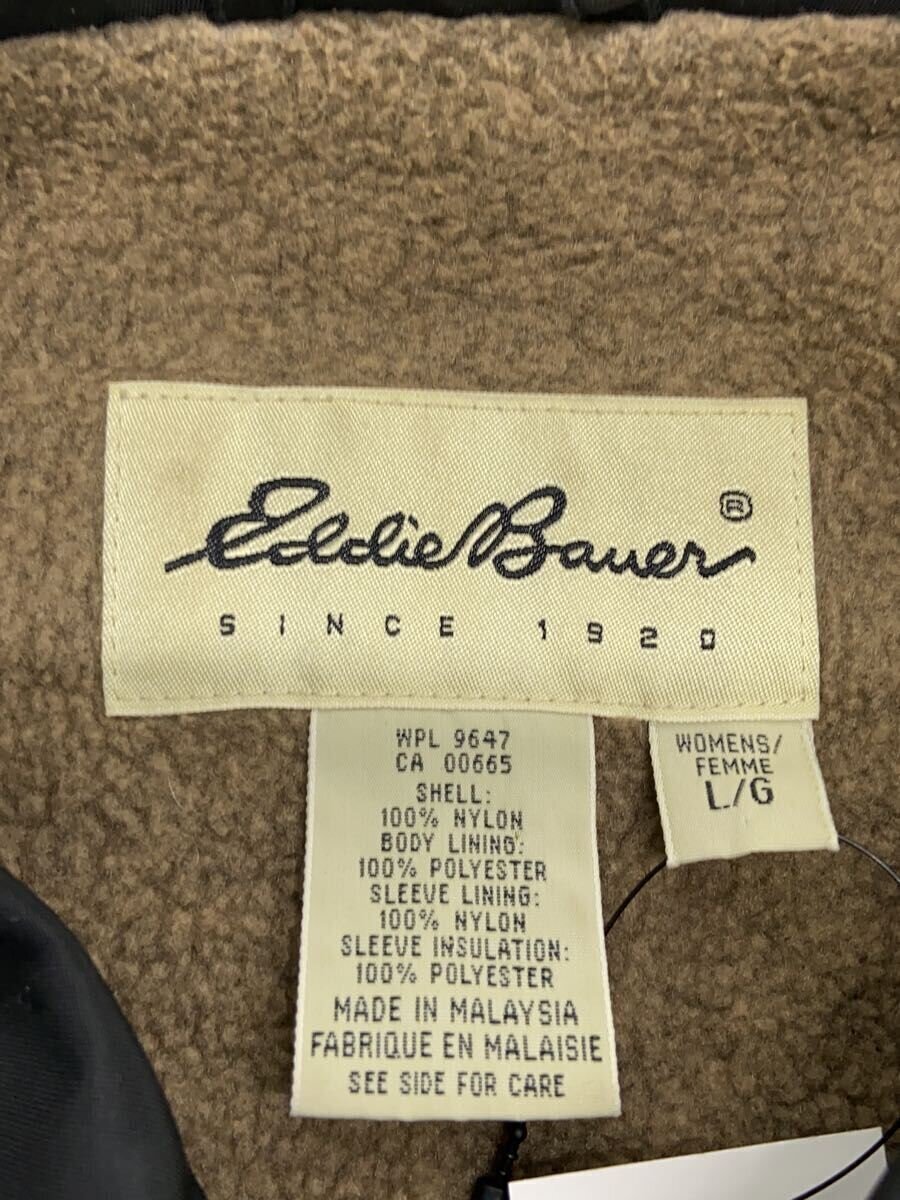 Eddie Bauer ®
SINCE 1920
WPL 9647
CA 00665
SHELL:
100% NYLON
BODY LINING:
100% POLYESTER
SLEEVE LINING:
100% NYLON
SLEEVE INSULATION:
100% POLYESTER
MADE IN MALAYSIA
FABRIQUE EN MALAISIE
SEE SIDE FOR CARE
WOMENS/
FEMME
L/G